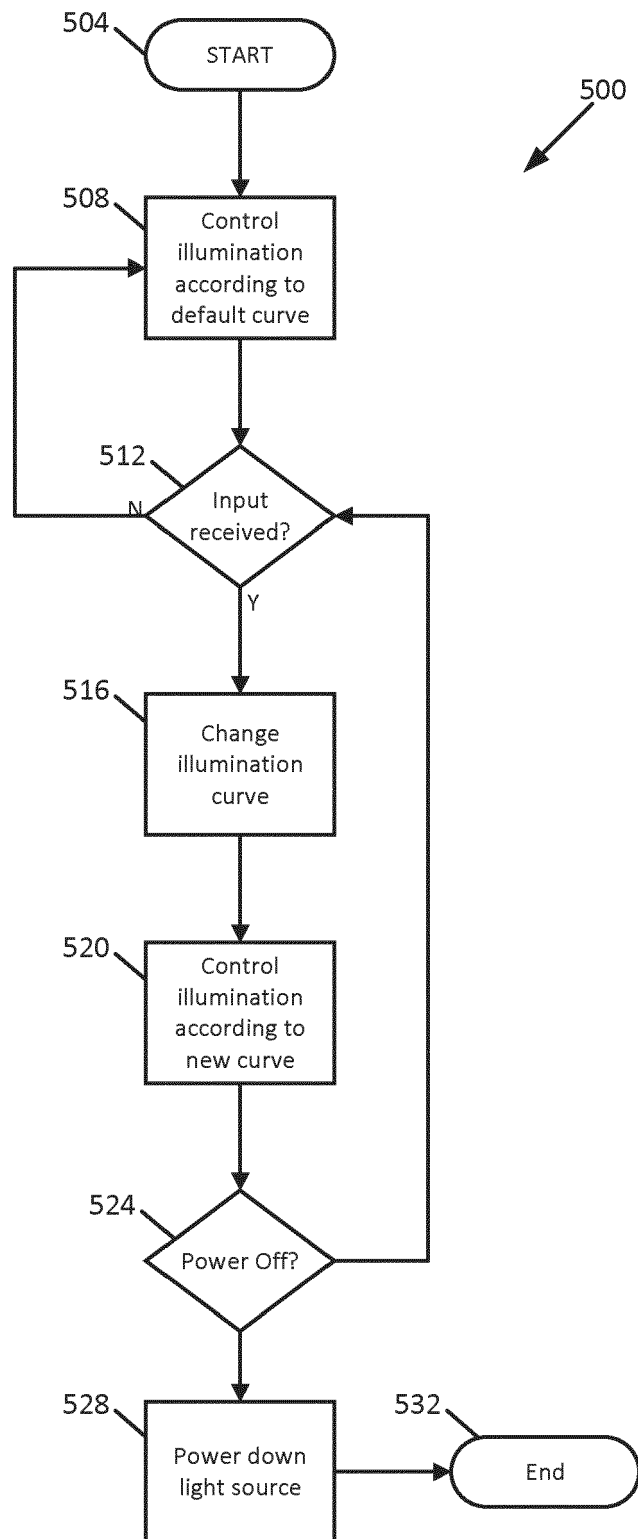 504
START
500
508
Control
illumination
according to
default curve
512
N
Input
received?
Y
516
Change
illumination
curve
520
Control
illumination
according to
new curve
524
Power Off?
528
532
Power down
light source
End